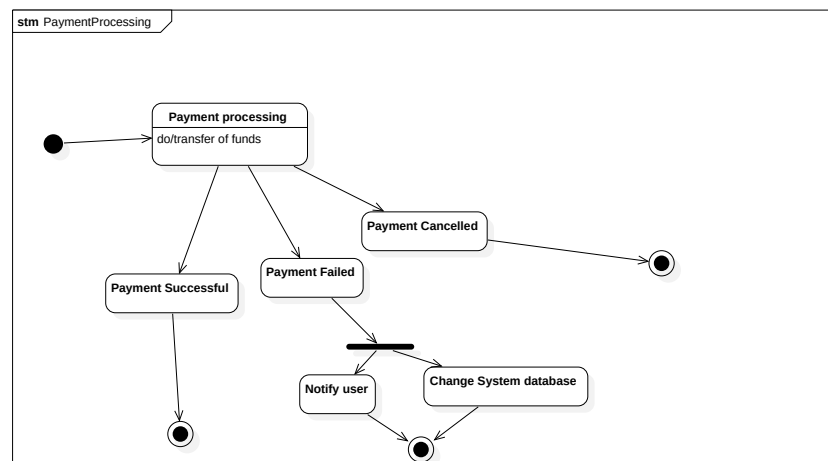 stm PaymentProcessing
Payment processing
do/transfer of funds
Payment Cancelled
Payment Failed
Payment Successful
Notify user
Change System database